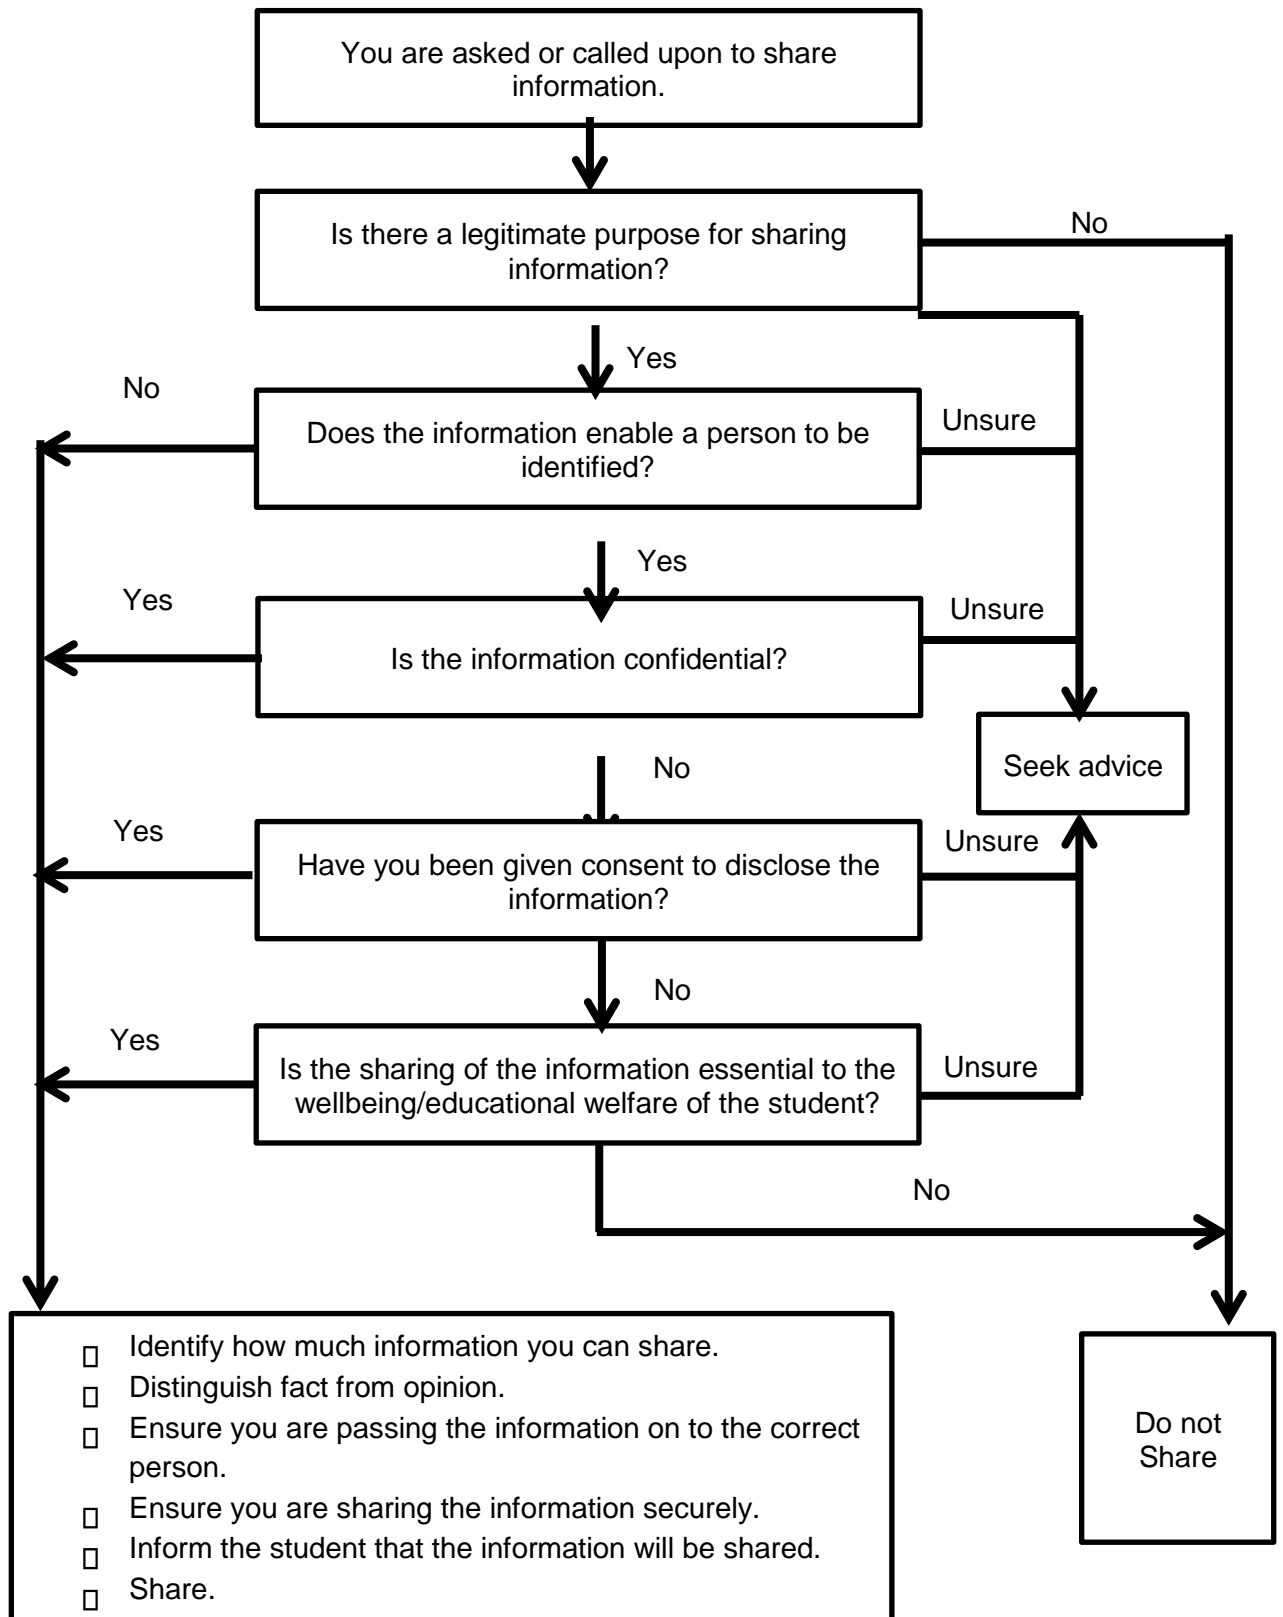 You are asked or called upon to share
information.
Is there a legitimate purpose for sharing
information?
No
Yes
No
Does the information enable a person to be
identified?
Unsure
Yes
Yes
Is the information confidential?
Unsure
No
Seek advice
Yes
Have you been given consent to disclose the
information?
Unsure
No
Yes
Is the sharing of the information essential to the
wellbeing/educational welfare of the student?
Unsure
No
Identify how much information you can share.
Distinguish fact from opinion.
Ensure you are passing the information on to the correct
person.
Ensure you are sharing the information securely.
Inform the student that the information will be shared.
Share.
Do not
Share